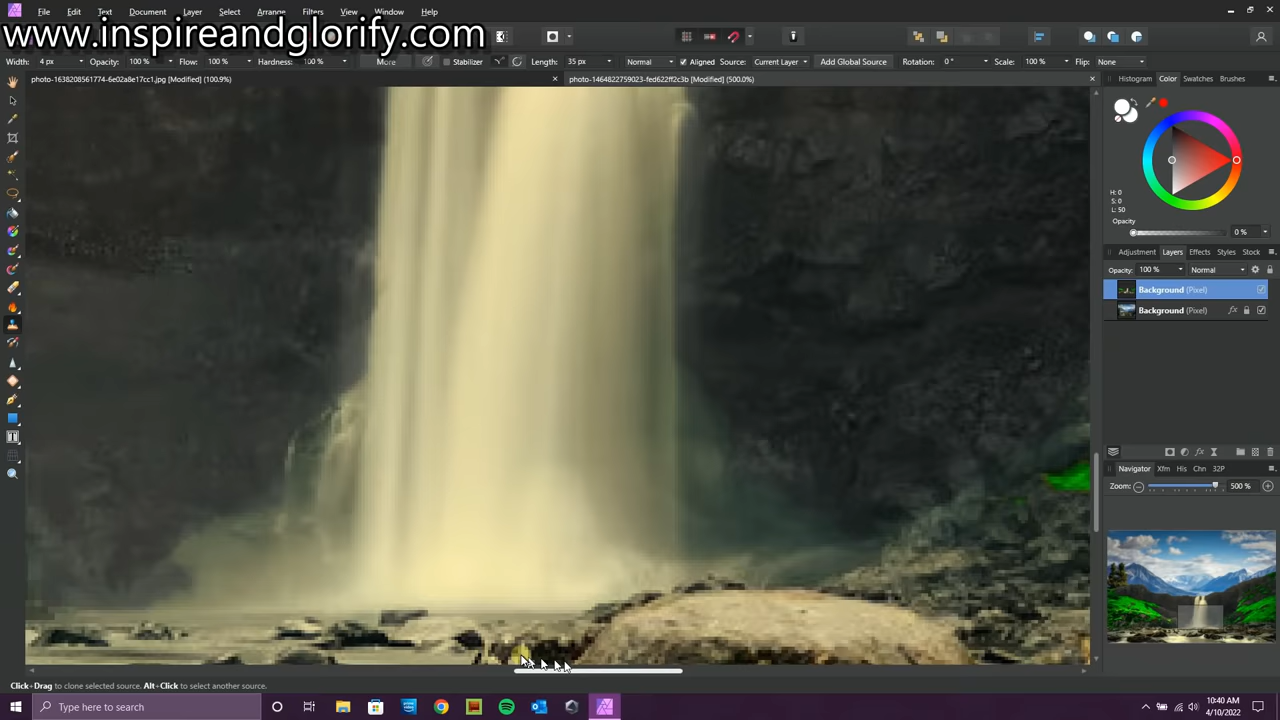 www.inspireandglorify.com
File Edit Text Document Layer Select Arrange Filters View Window Help
Width: 4 px Opacity: 100 % Flow: 100 % Hardness: 100 % More Stabilizer Length: 35 px Normal Aligned Source: Current Layer Add Global Source Rotation: 0 ° Scale: 100 % Flip: None
photo-1638208561774-6e02a8e17cc1.jpg [Modified] (100.9%) photo-1464822759023-fed622ff2c3b [Modified] (500.0%)
Histogram Color Swatches Brushes
H: 0
S: 0
L: 50
Opacity
0 %
Adjustment Layers Effects Styles Stock
Opacity: 100 % Normal
Background (Pixel)
Background (Pixel)
Navigator Xfm His Chn 32P
Zoom: 500 %
Click+Drag to clone selected source. Alt+Click to select another source.
Type here to search
10:40 AM
4/10/2022